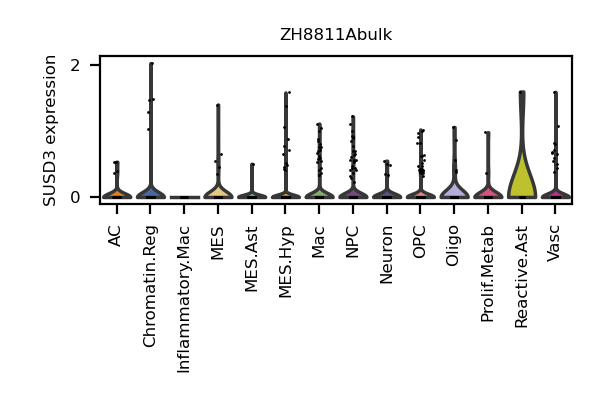 ZH8811Abulk
SUSD3 expression
2
0
AC
Chromatin.Reg
Inflammatory.Mac
MES
MES.Ast
MES.Hyp
Mac
NPC
Neuron
OPC
Oligo
Prolif.Metab
Reactive.Ast
Vasc